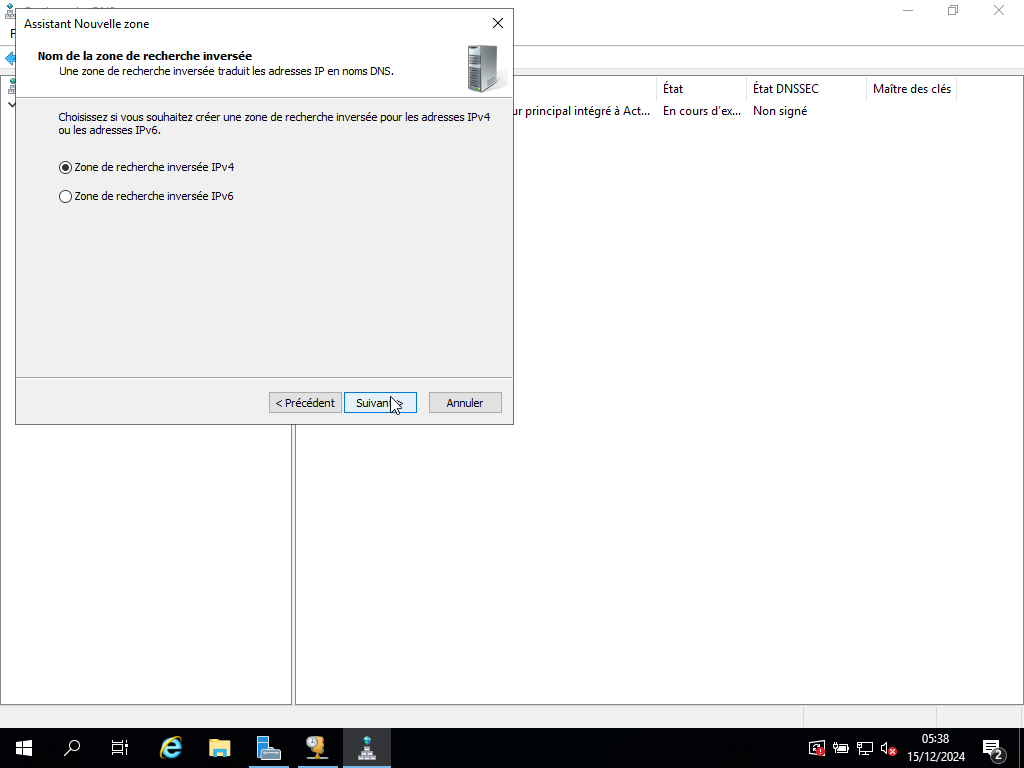 Assistant Nouvelle zone
Nom de la zone de recherche inversée
Une zone de recherche inversée traduit les adresses IP en noms DNS.
Choisissez si vous souhaitez créer une zone de recherche inversée pour les adresses IPv4
ou les adresses IPv6.
Zone de recherche inversée IPv4
Zone de recherche inversée IPv6
< Précédent
Annuler
État
État DNSSEC
Maître des clés
ur principal intégré à Act...
En cours d'ex...
Non signé
05:38
15/12/2024
2